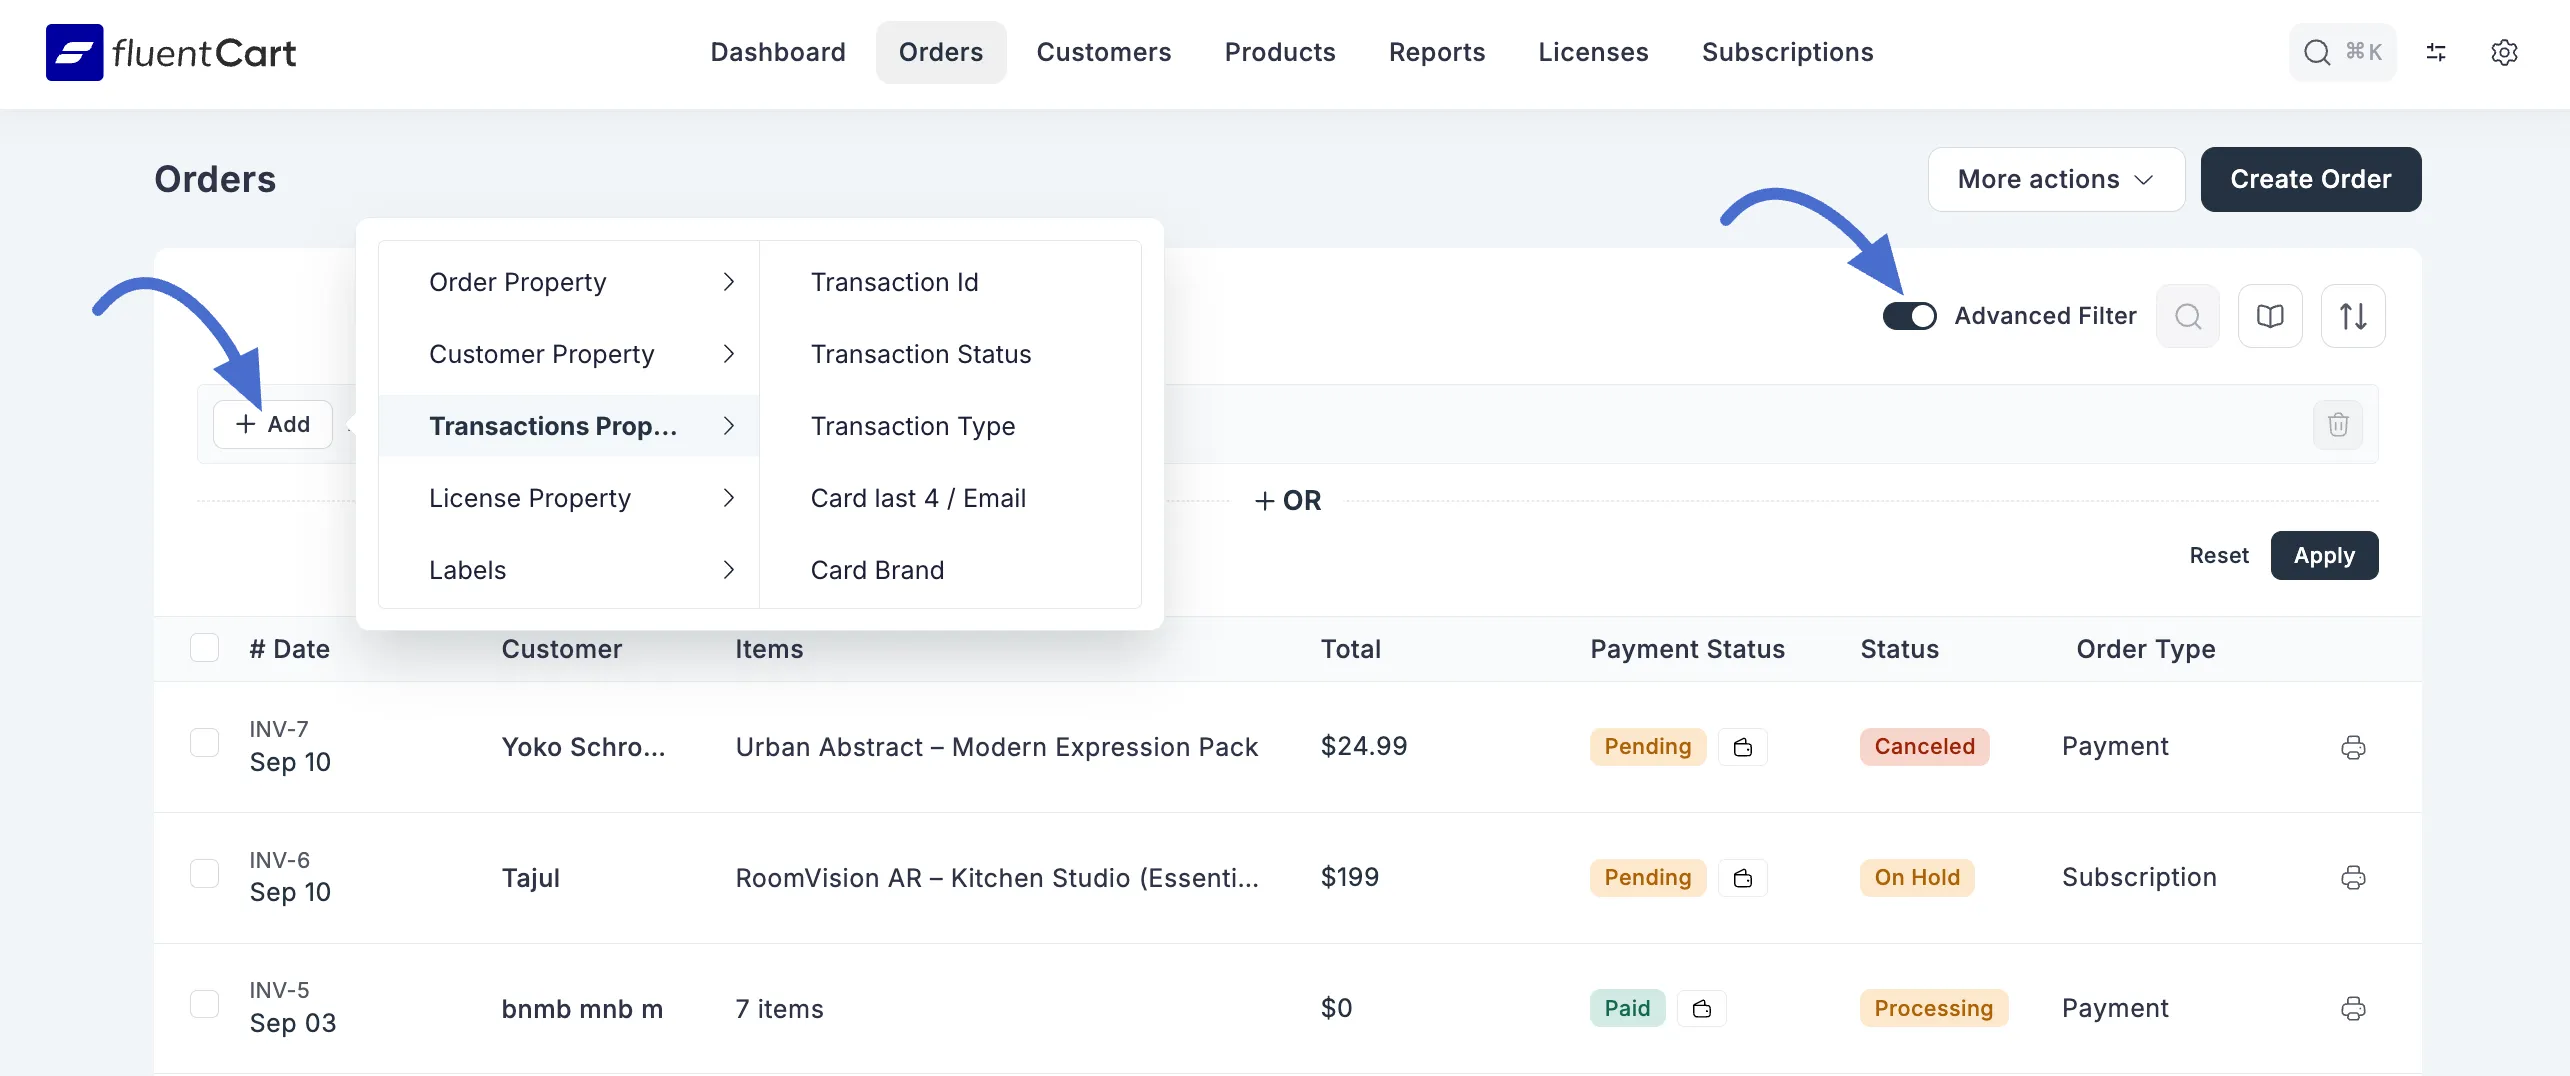 fluentCart
Dashboard Orders Customers Products Reports Licenses Subscriptions
⌘K
Orders
More actions
Create Order
Order Property
Customer Property
Transactions Prop...
License Property
Labels
Transaction Id
Transaction Status
Transaction Type
Card last 4 / Email
Card Brand
Advanced Filter
+ Add
+ OR
Reset
Apply
# Date Customer Items Total Payment Status Status Order Type
INV-7
Sep 10
Yoko Schro... Urban Abstract – Modern Expression Pack $24.99 Pending Canceled Payment
INV-6
Sep 10
Tajul RoomVision AR – Kitchen Studio (Essenti... $199 Pending On Hold Subscription
INV-5
Sep 03
bnmb mnb m 7 items $0 Paid Processing Payment